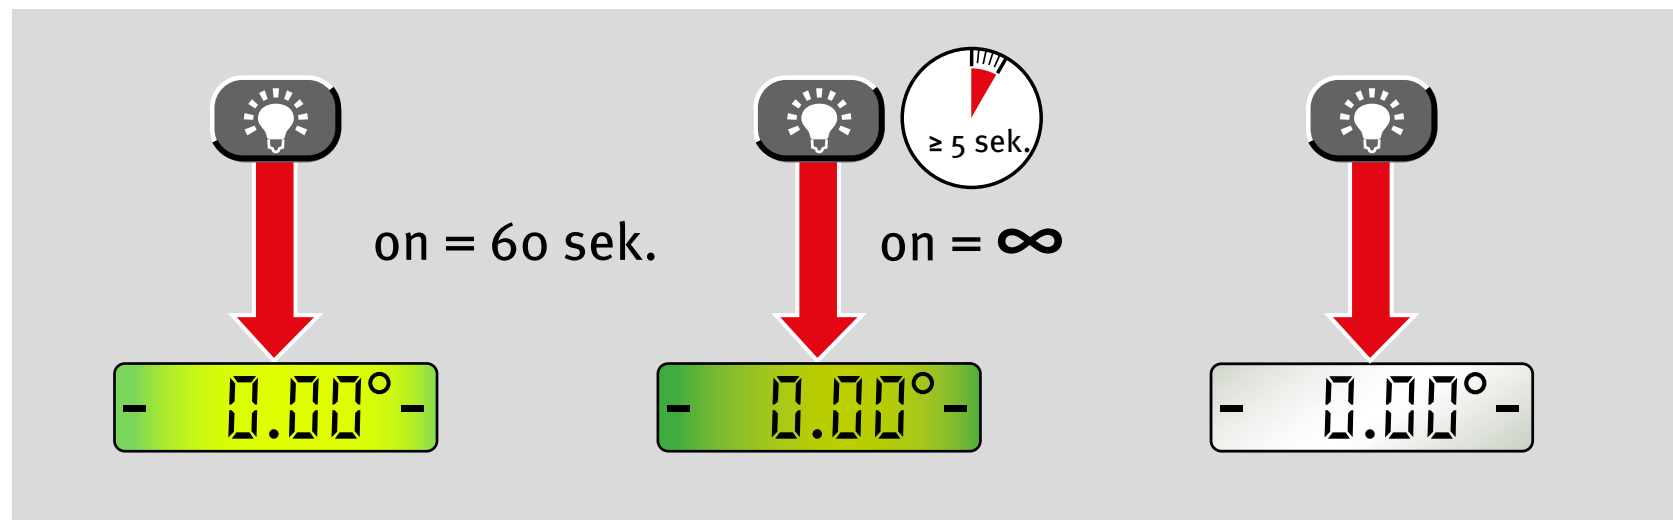 ≥ 5 sek.
on = 60 sek.
on = ∞
- 0.00° -
- 0.00° -
- 0.00° -